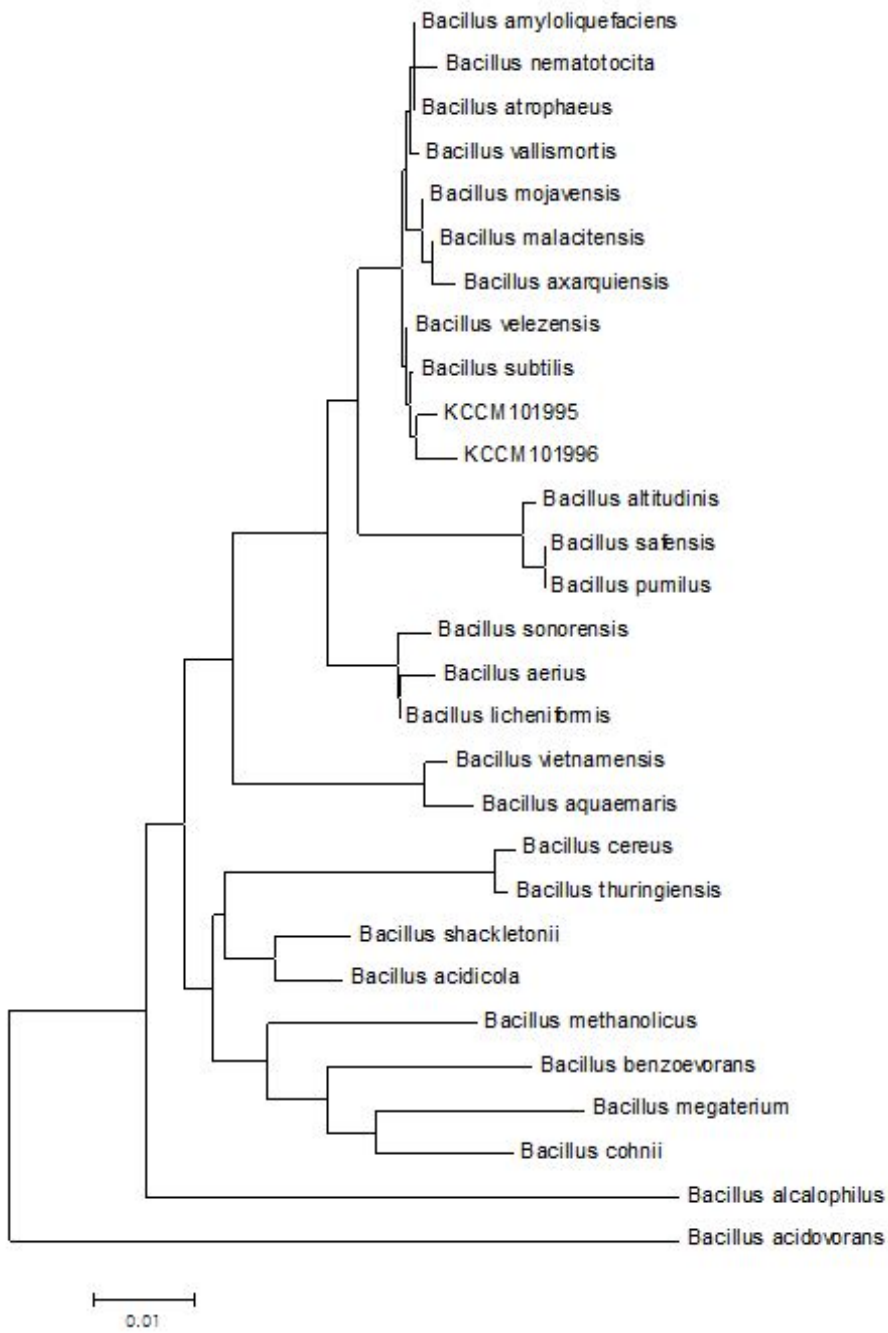 Bacillus amyloliquefaciens
Bacillus nematotocita
Bacillus atrophaeus
Bacillus vallismortis
Bacillus mojavensis
Bacillus malacitensis
Bacillus axarquiensis
Bacillus velezensis
Bacillus subtilis
KCCM101995
KCCM101996
Bacillus altitudinis
Bacillus safensis
Bacillus pumilus
Bacillus sonorensis
Bacillus aerius
Bacillus licheniformis
Bacillus vietnamensis
Bacillus aquaemaris
Bacillus cereus
Bacillus thuringiensis
Bacillus shackletonii
Bacillus acidicola
Bacillus methanolicus
Bacillus benzoevorans
Bacillus megaterium
Bacillus cohnii
Bacillus alcalophilus
Bacillus acidovorans
0.01